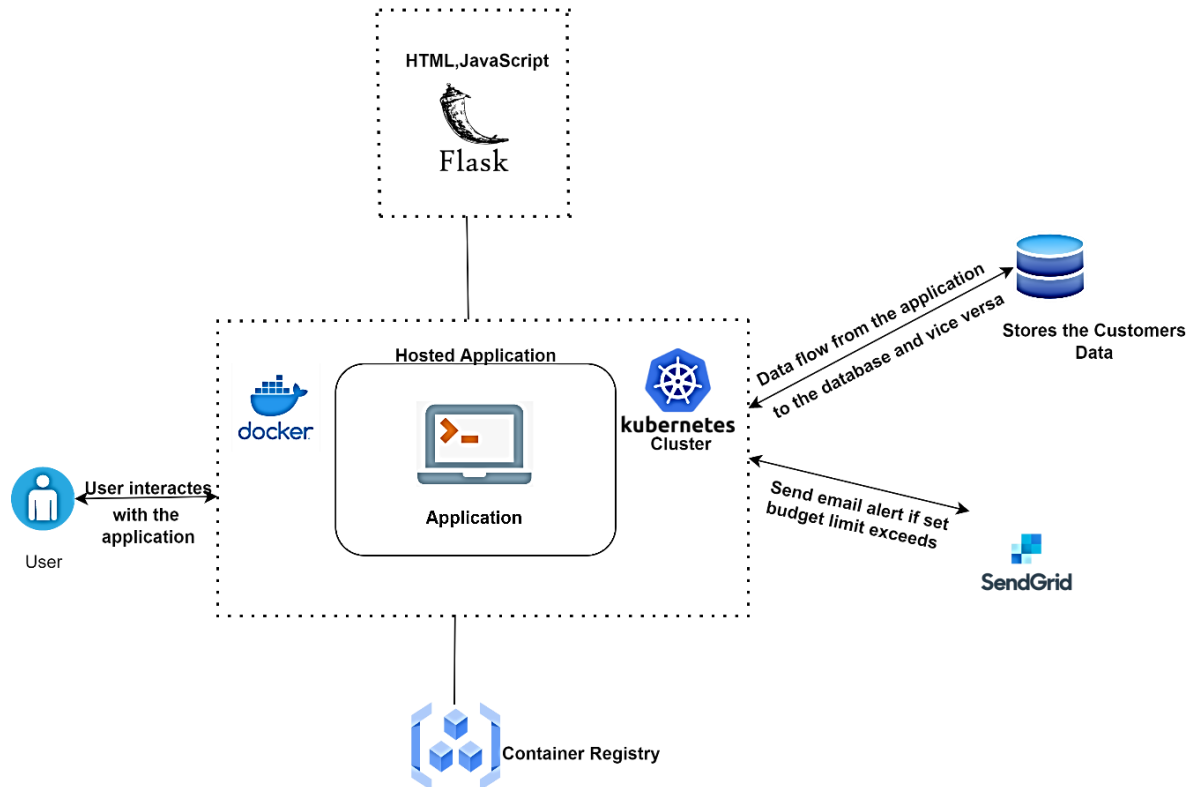 HTML,JavaScript
Flask
Hosted Application
docker
kubernetes
Cluster
Application
User interactes
with the
application
User
Data flow from the application
to the database and vice versa
Stores the Customers
Data
Send email alert if set
budget limit exceeds
SendGrid
Container Registry